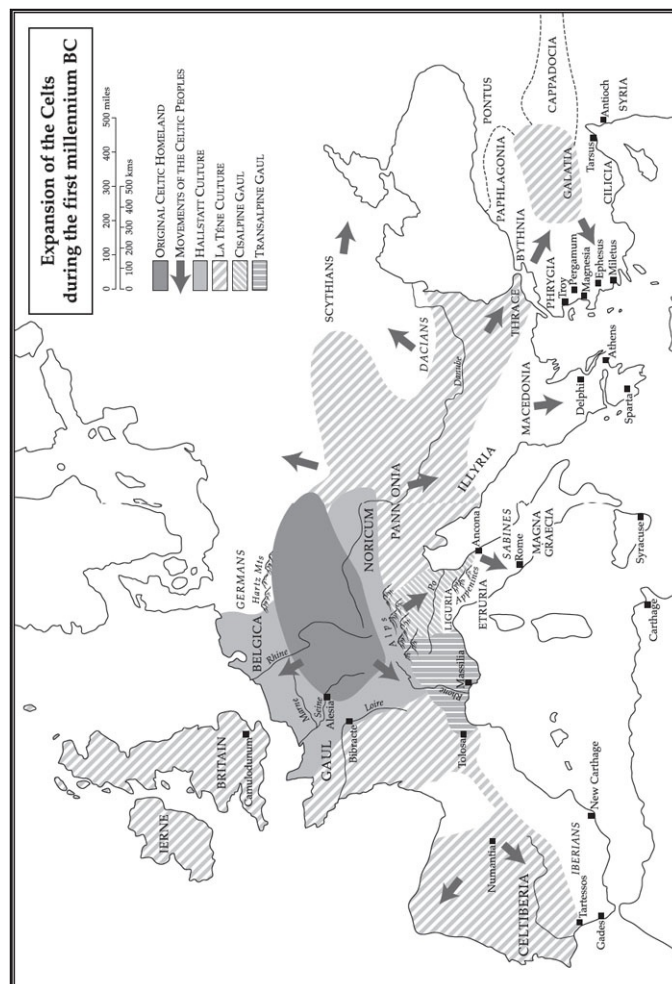 Expansion of the Celts
during the first millennium BC
0 100 200 300 400 500 miles
0 100 200 300 400 500 kms
ORIGINAL CELTIC HOMELAND
MOVEMENTS OF THE CELTIC PEOPLES
HALLSTATT CULTURE
LA TÈNE CULTURE
CISALPINE GAUL
TRANSALPINE GAUL
IERNE
BRITAIN
Camulodunum
GERMANS
Hartz Mts
BELGICA
Rhine
Marne
Seine
Alesia
GAUL
Bibracte
Loire
NORICUM
PANNONIA
SCYTHIANS
DACIANS
Danube
ALPS
Po
LIGURIA
Appenines
ETRURIA
Ancona
SABINES
Rome
MAGNA
GRAECIA
ILLYRIA
THRACE
MACEDONIA
Delphi
Athens
Sparta
Syracuse
Carthage
Massilia
Rhone
Tolosa
Numantia
CELTIBERIA
IBERIANS
Tartessos
Gades
New Carthage
BYTHNIA
PAPHLAGONIA
PONTUS
PHRYGIA
Troy
Pergamum
Magnesia
Ephesus
Miletus
GALATIA
CAPPADOCIA
CILICIA
Tarsus
Antioch
SYRIA